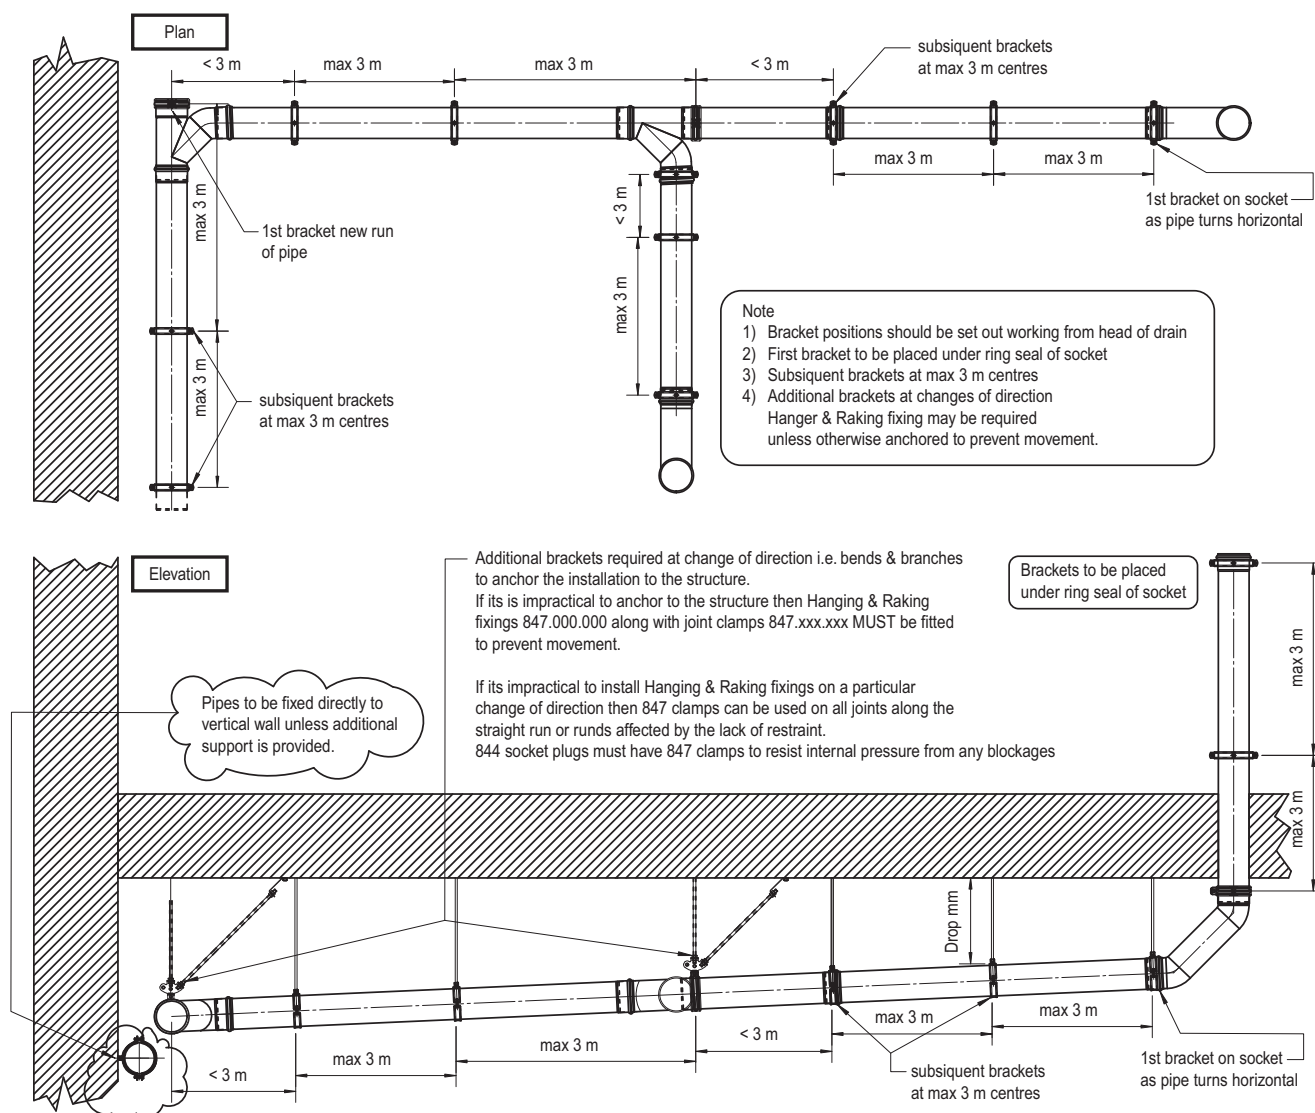 Plan
< 3 m
max 3 m
max 3 m
< 3 m
subsiquent brackets
at max 3 m centres
max 3 m
max 3 m
1st bracket on socket
as pipe turns horizontal
max 3 m
1st bracket new run
of pipe
< 3 m
max 3 m
max 3 m
subsiquent brackets
at max 3 m centres
Note
1) Bracket positions should be set out working from head of drain
2) First bracket to be placed under ring seal of socket
3) Subsiquent brackets at max 3 m centres
4) Additional brackets at changes of direction
Hanger & Raking fixing may be required
unless otherwise anchored to prevent movement.
Elevation
Additional brackets required at change of direction i.e. bends & branches
to anchor the installation to the structure.
If its is impractical to anchor to the structure then Hanging & Raking
fixings 847.000.000 along with joint clamps 847.xxx.xxx MUST be fitted
to prevent movement.
If its impractical to install Hanging & Raking fixings on a particular
change of direction then 847 clamps can be used on all joints along the
straight run or runds affected by the lack of restraint.
844 socket plugs must have 847 clamps to resist internal pressure from any blockages
Brackets to be placed
under ring seal of socket
Pipes to be fixed directly to
vertical wall unless additional
support is provided.
max 3 m
max 3 m
Drop mm
< 3 m
max 3 m
max 3 m
< 3 m
max 3 m
max 3 m
subsiquent brackets
at max 3 m centres
1st bracket on socket
as pipe turns horizontal